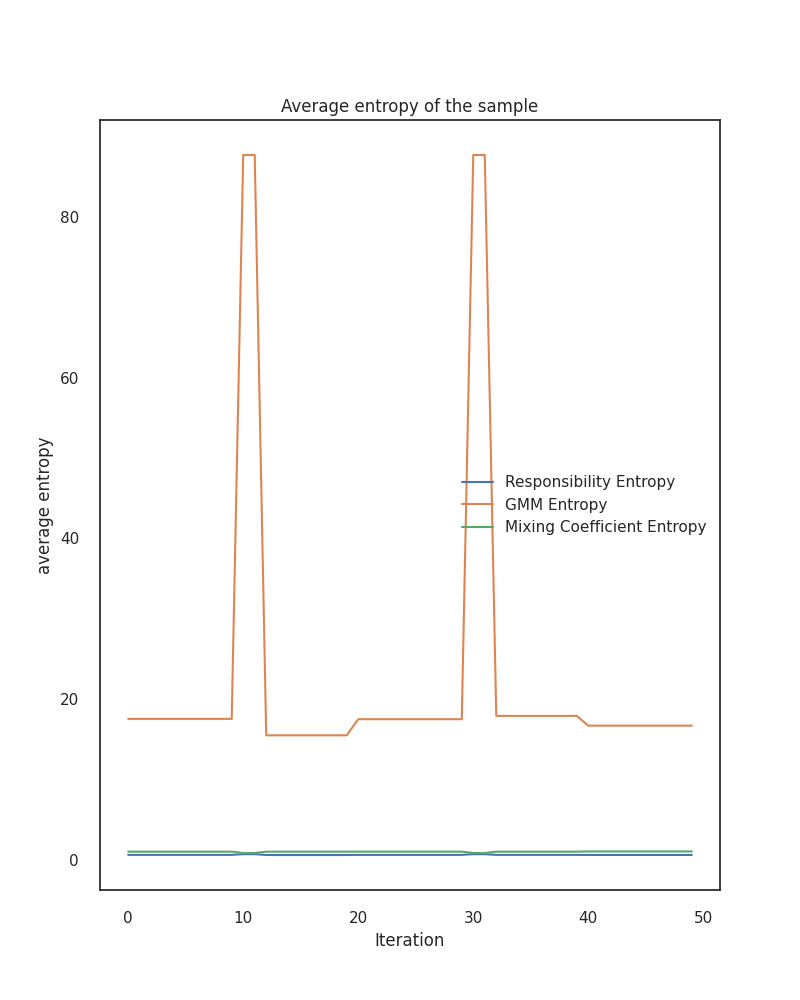 Average entropy of the sample
80
60
40
20
0
average entropy
Responsibility Entropy
GMM Entropy
Mixing Coefficient Entropy
0 10 20 30 40 50
Iteration